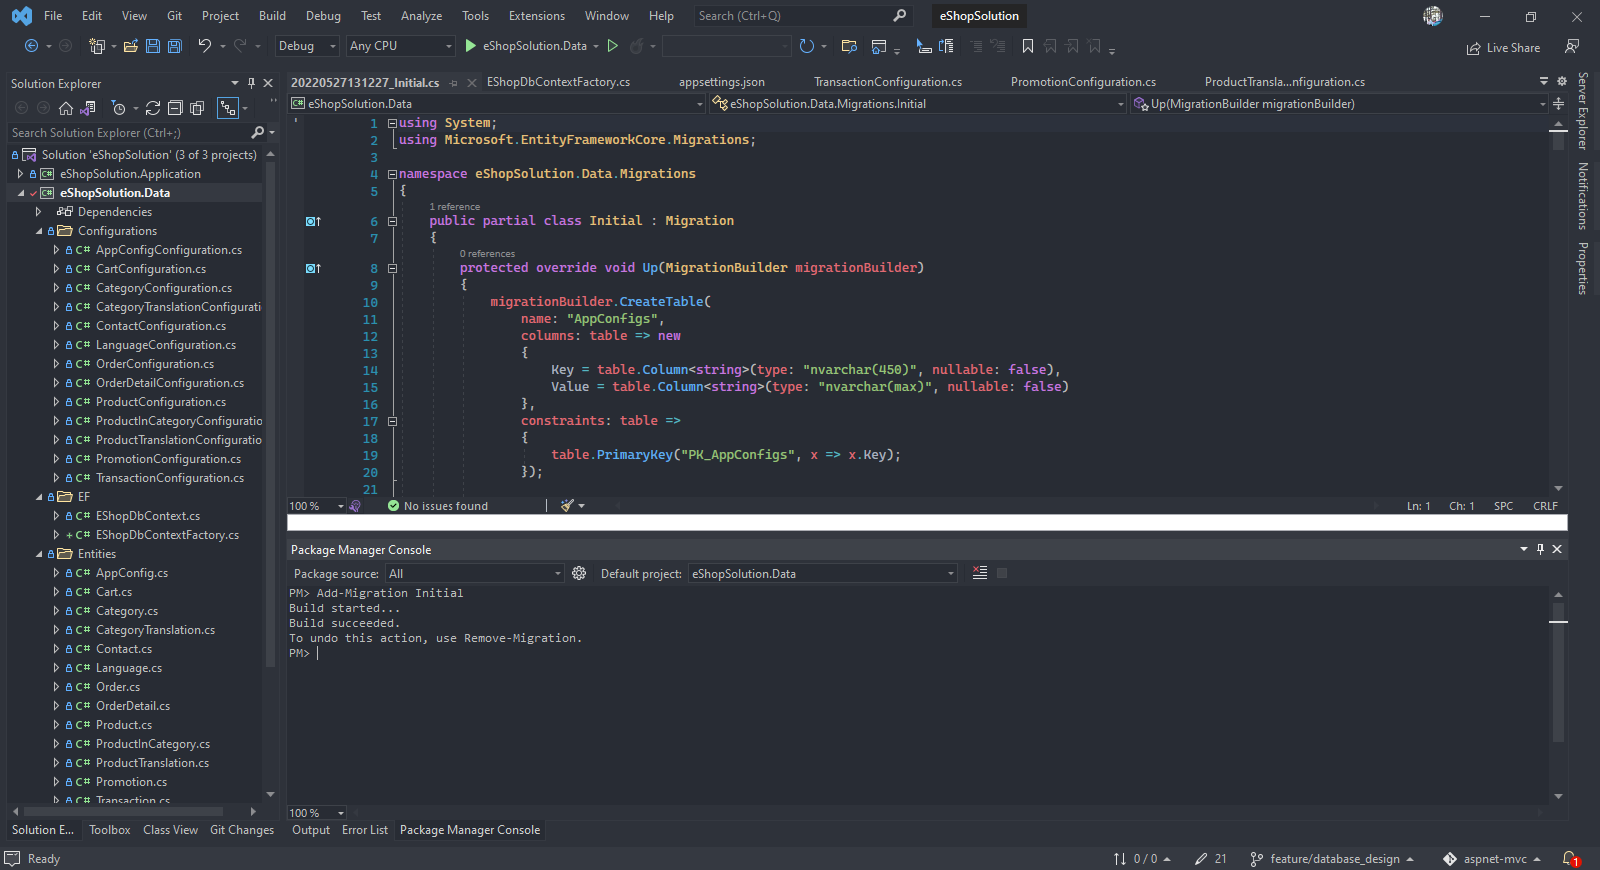 File Edit View Git Project Build Debug Test Analyze Tools Extensions Window Help Search (Ctrl+Q) eShopSolution
Debug Any CPU eShopSolution.Data Live Share
Solution Explorer
Search Solution Explorer (Ctrl+;)
Solution 'eShopSolution' (3 of 3 projects)
eShopSolution.Application
eShopSolution.Data
Dependencies
Configurations
C# AppConfigConfiguration.cs
C# CartConfiguration.cs
C# CategoryConfiguration.cs
C# CategoryTranslationConfigurati
C# ContactConfiguration.cs
C# LanguageConfiguration.cs
C# OrderConfiguration.cs
C# OrderDetailConfiguration.cs
C# ProductConfiguration.cs
C# ProductInCategoryConfiguratio
C# ProductTranslationConfiguratio
C# PromotionConfiguration.cs
C# TransactionConfiguration.cs
EF
C# EShopDbContext.cs
C# EShopDbContextFactory.cs
Entities
C# AppConfig.cs
C# Cart.cs
C# Category.cs
C# CategoryTranslation.cs
C# Contact.cs
C# Language.cs
C# Order.cs
C# OrderDetail.cs
C# Product.cs
C# ProductInCategory.cs
C# ProductTranslation.cs
C# Promotion.cs
C# Transaction.cs
Solution E... Toolbox Class View Git Changes
20220527131227_Initial.cs EShopDbContextFactory.cs appsettings.json TransactionConfiguration.cs PromotionConfiguration.cs ProductTransla...nfiguration.cs
eShopSolution.Data eShopSolution.Data.Migrations.Initial Up(MigrationBuilder migrationBuilder)
1 using System;
2 using Microsoft.EntityFrameworkCore.Migrations;
3
4 namespace eShopSolution.Data.Migrations
5 {
1 reference
6 public partial class Initial : Migration
7 {
0 references
8 protected override void Up(MigrationBuilder migrationBuilder)
9 {
10 migrationBuilder.CreateTable(
11 name: "AppConfigs",
12 columns: table => new
13 {
14 Key = table.Column<string>(type: "nvarchar(450)", nullable: false),
15 Value = table.Column<string>(type: "nvarchar(max)", nullable: false)
16 },
17 constraints: table =>
18 {
19 table.PrimaryKey("PK_AppConfigs", x => x.Key);
20 });
21
100 % No issues found Ln: 1 Ch: 1 SPC CRLF
Package Manager Console
Package source: All Default project: eShopSolution.Data
PM> Add-Migration Initial
Build started...
Build succeeded.
To undo this action, use Remove-Migration.
PM>
100 %
Output Error List Package Manager Console
Server Explorer
Notifications
Properties
Ready 0 / 0 21 feature/database_design aspnet-mvc 1